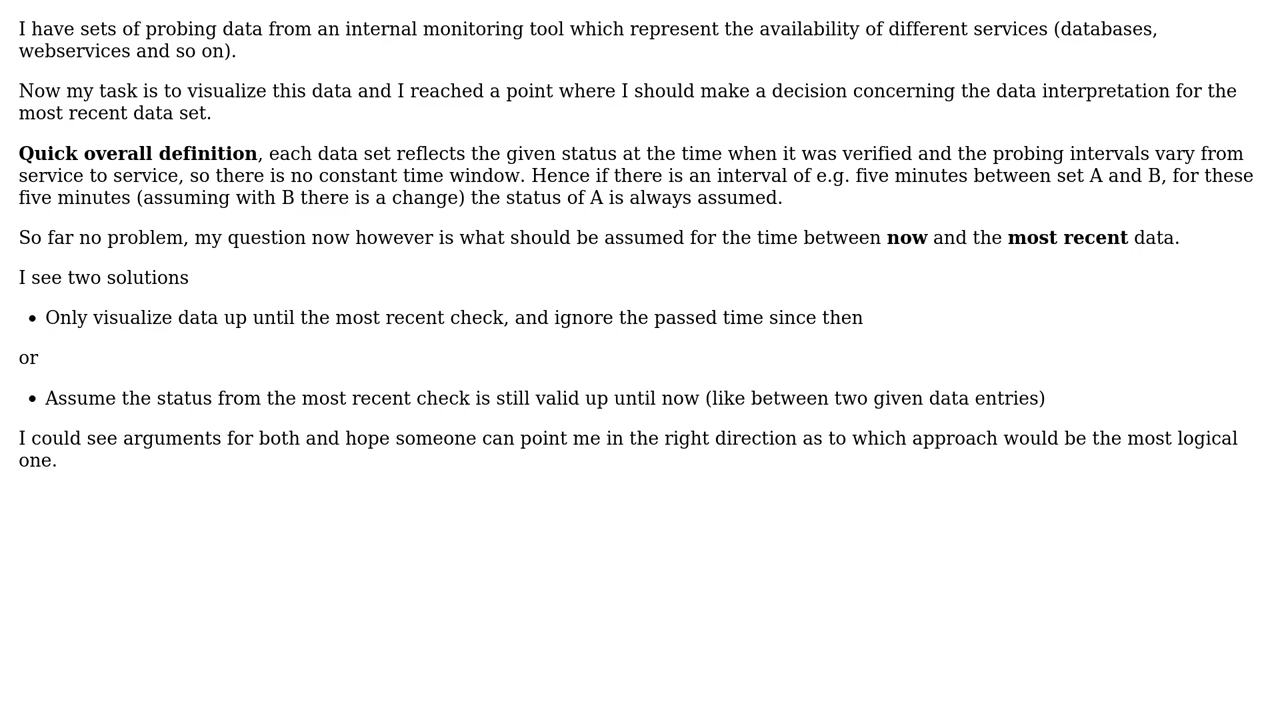 I have sets of probing data from an internal monitoring tool which represent the availability of different services (databases,
webservices and so on).
Now my task is to visualize this data and I reached a point where I should make a decision concerning the data interpretation for the
most recent data set.
Quick overall definition, each data set reflects the given status at the time when it was verified and the probing intervals vary from
service to service, so there is no constant time window. Hence if there is an interval of e.g. five minutes between set A and B, for these
five minutes (assuming with B there is a change) the status of A is always assumed.
So far no problem, my question now however is what should be assumed for the time between now and the most recent data.
I see two solutions
• Only visualize data up until the most recent check, and ignore the passed time since then
or
• Assume the status from the most recent check is still valid up until now (like between two given data entries)
I could see arguments for both and hope someone can point me in the right direction as to which approach would be the most logical
one.